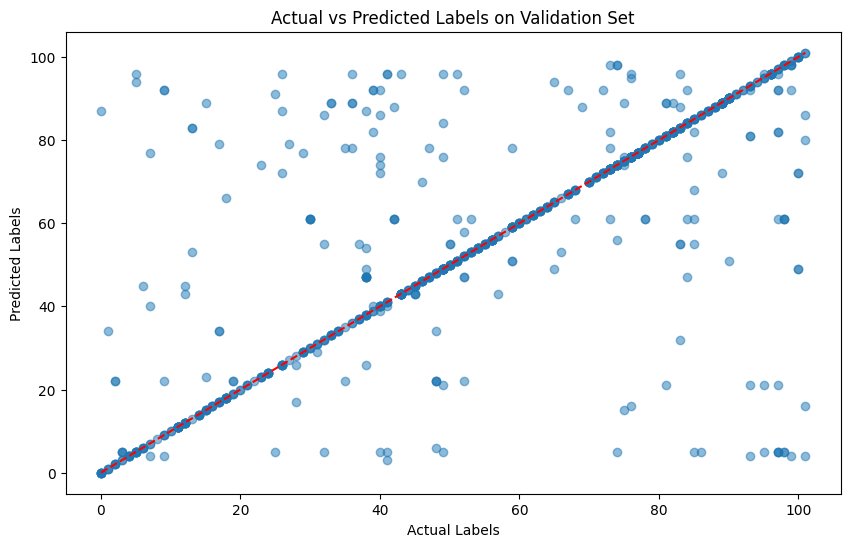 Actual vs Predicted Labels on Validation Set
100
80
60
40
20
0
Predicted Labels
0 20 40 60 80 100
Actual Labels